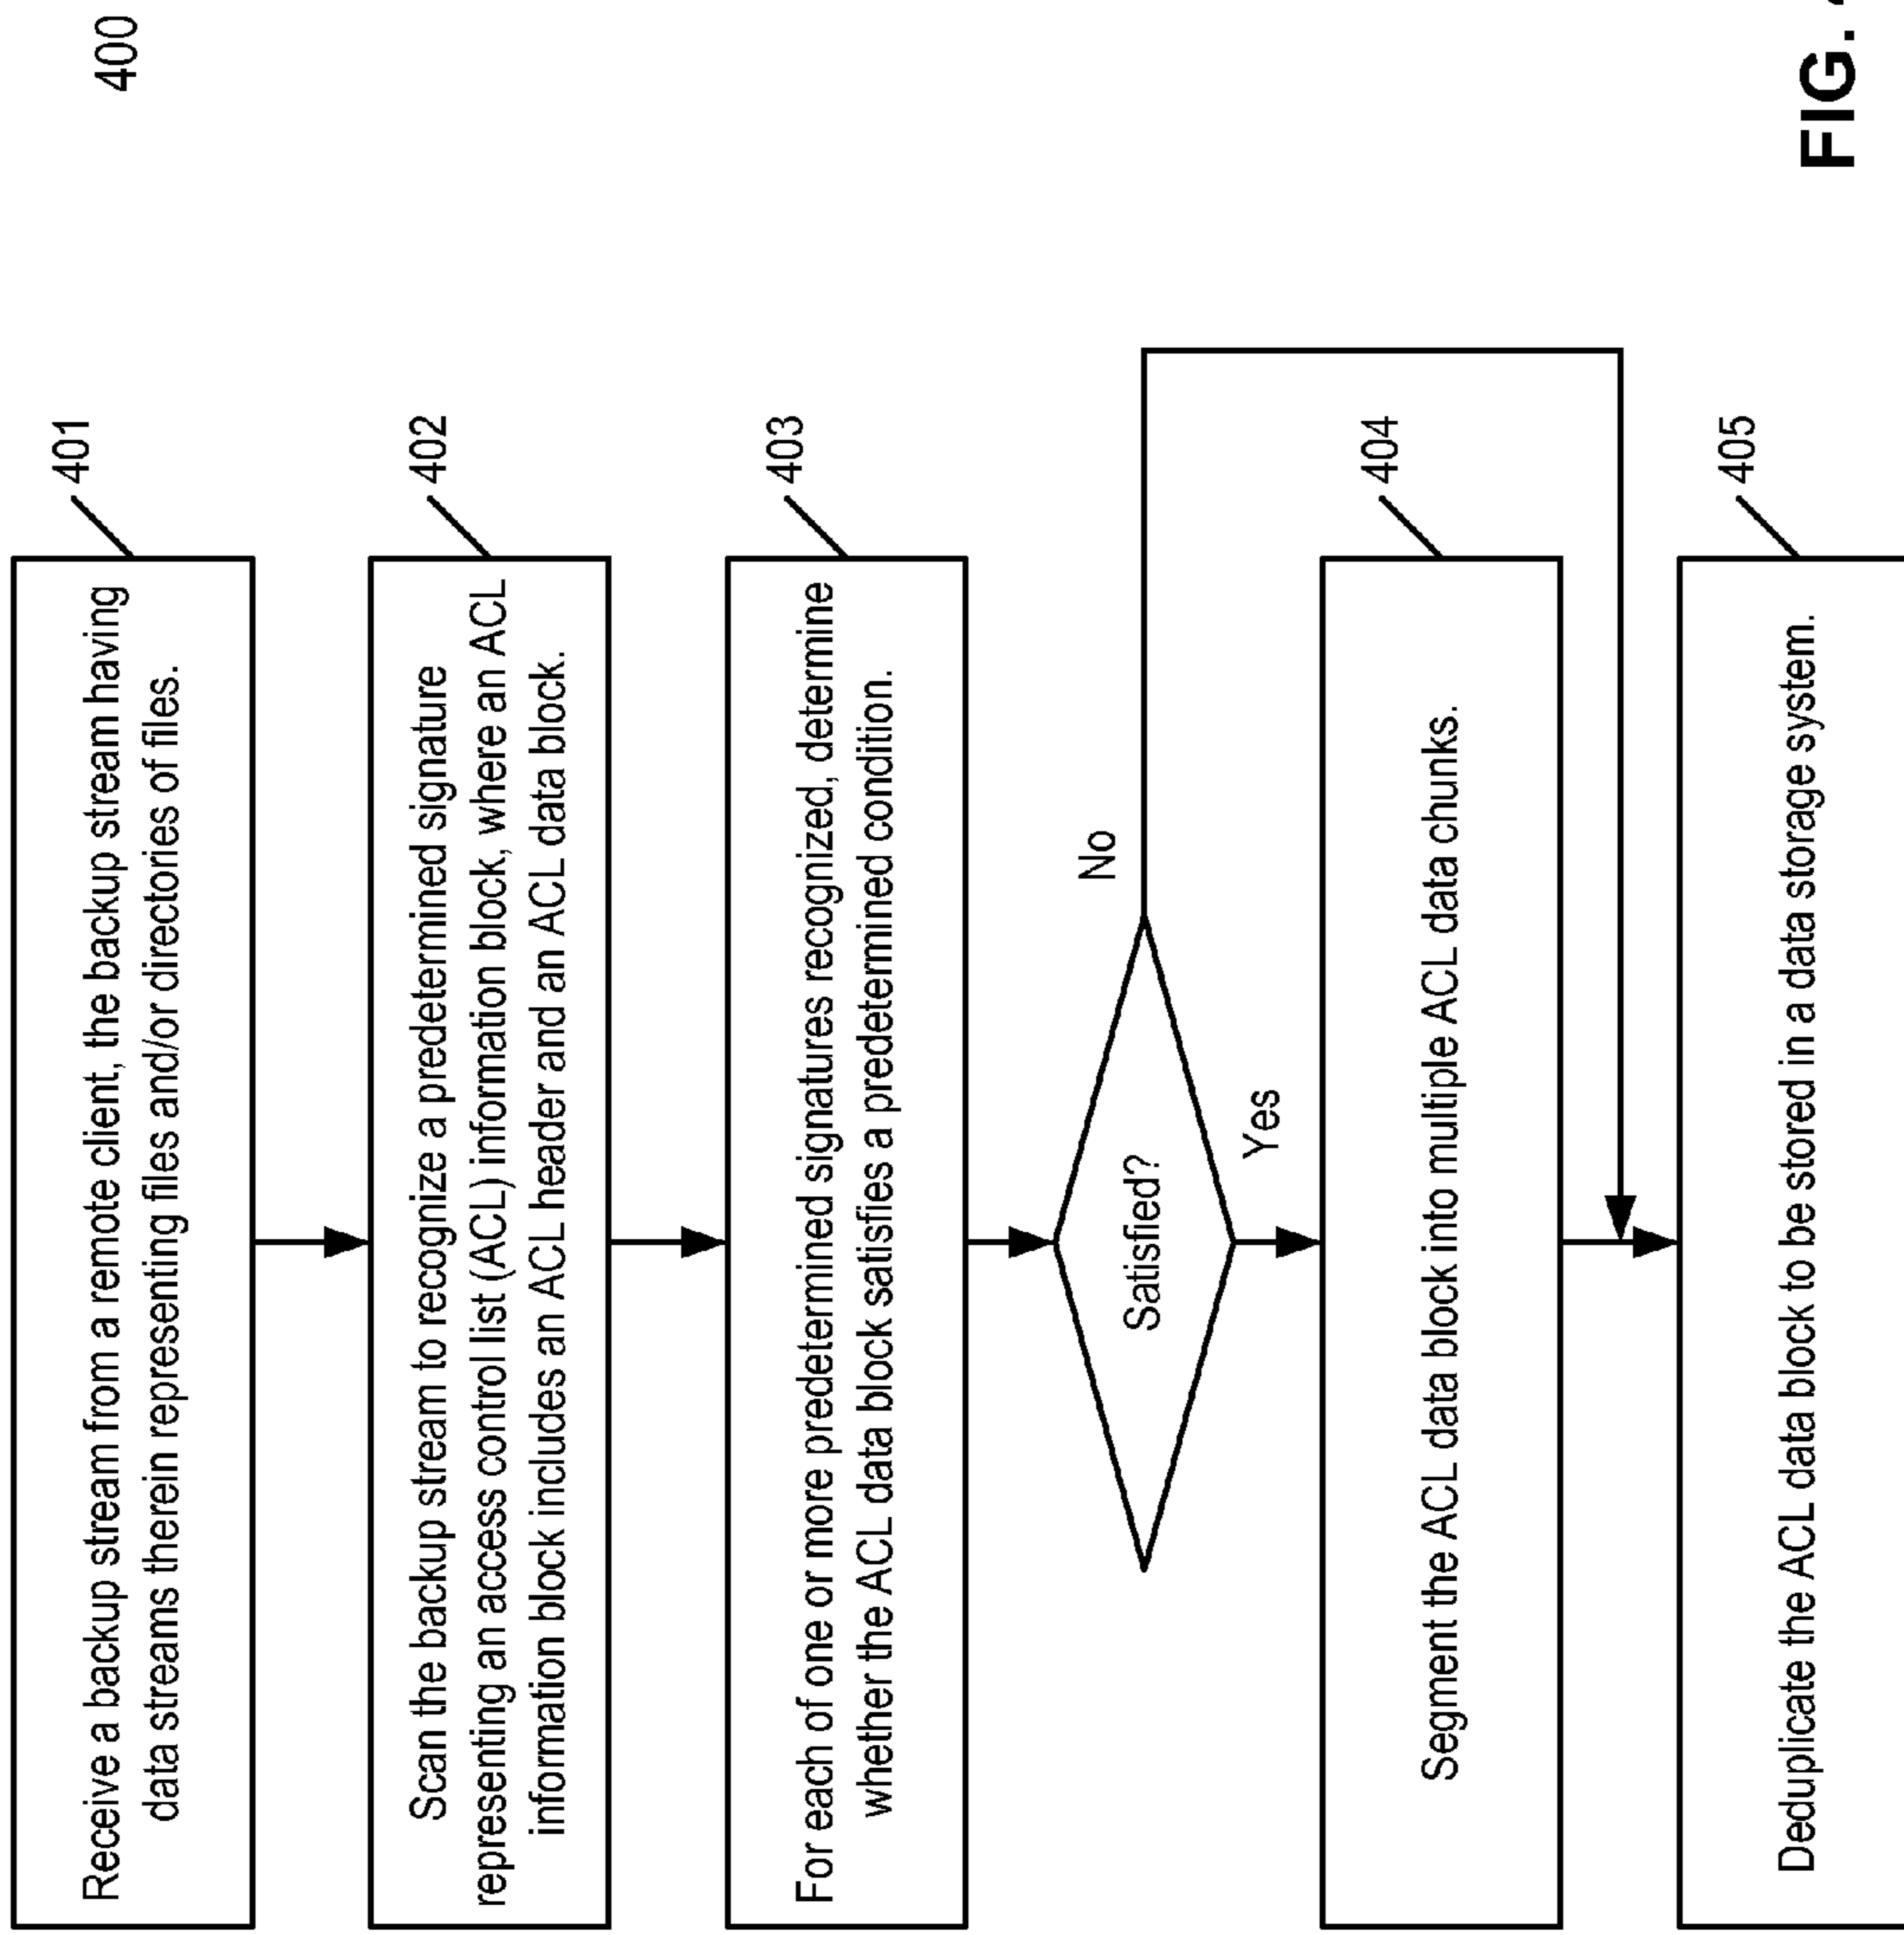 400
401
Receive a backup stream from a remote client, the backup stream having
data streams therein representing files and/or directories of files.
402
Scan the backup stream to recognize a predetermined signature
representing an access control list (ACL) information block, where an ACL
information block includes an ACL header and an ACL data block.
403
For each of one or more predetermined signatures recognized, determine
whether the ACL data block satisfies a predetermined condition.
Satisfied?
No
Yes
404
Segment the ACL data block into multiple ACL data chunks.
405
Deduplicate the ACL data block to be stored in a data storage system.
FIG.